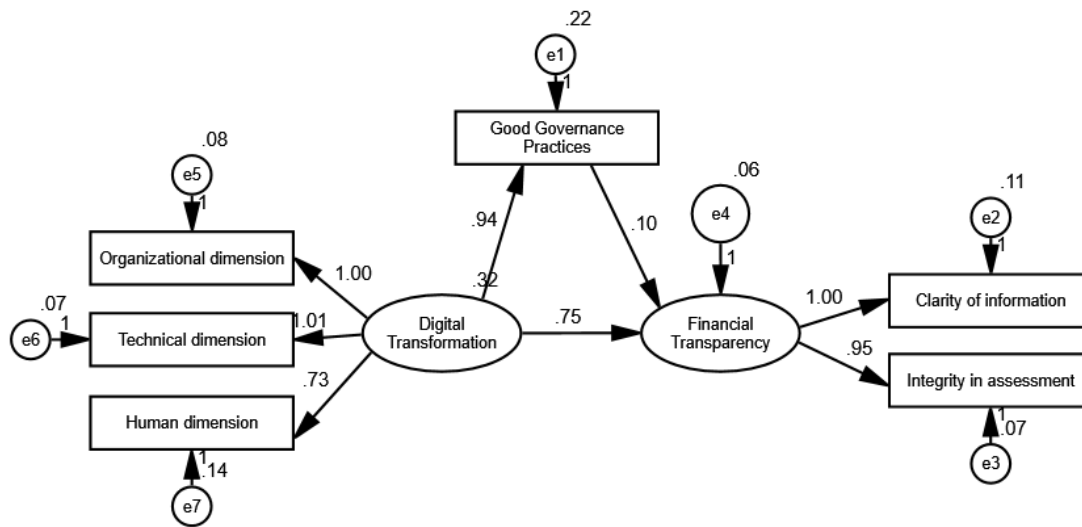 .22
e1
1
Good Governance
Practices
.08
e5
1
.06
e4
1
.11
e2
1
.94
.10
Organizational dimension
1.00
.32
1.00
Clarity of information
.07
1
e6
Technical dimension
1.01
Digital
Transformation
.75
Financial
Transparency
.95
Integrity in assessment
.73
Human dimension
1
.14
e7
1
.07
e3